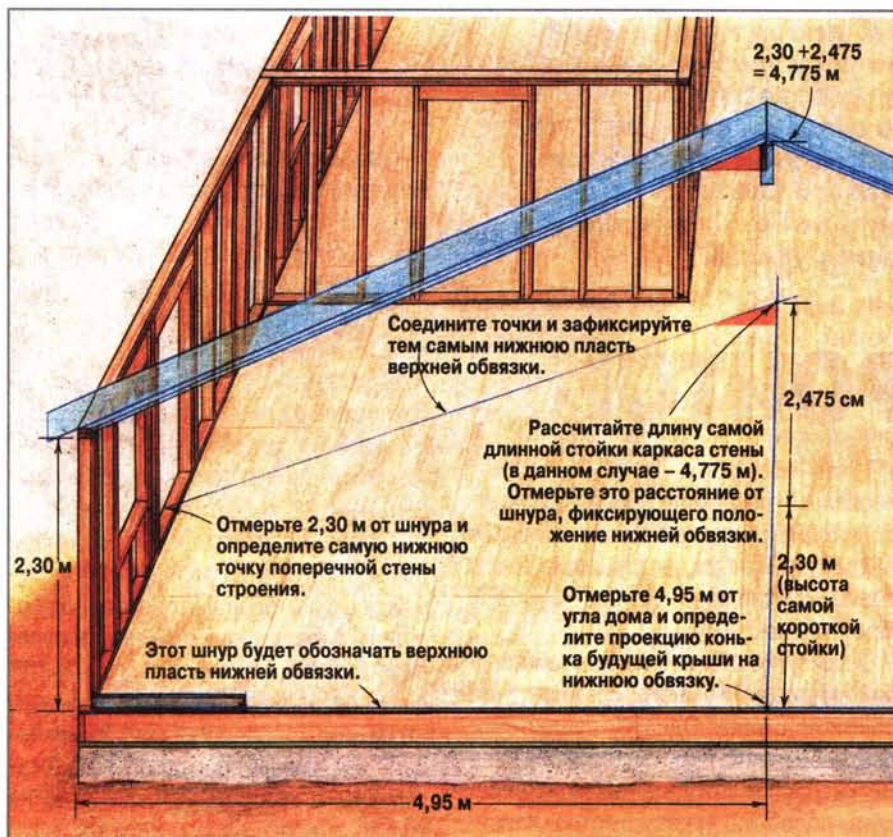 2,30 +2,475
= 4,775 м
Соедините точки и зафиксируйте
тем самым нижнюю пласть
верхней обвязки.
2,475 см
Рассчитайте длину самой
длинной стойки каркаса стены
(в данном случае – 4,775 м).
Отмерьте это расстояние от
шнура, фиксирующего поло-
жение нижней обвязки.
Отмерьте 2,30 м от шнура и
определите самую нижнюю
точку поперечной стены
строения.
2,30 м
2,30 м
(высота
самой
короткой
стойки)
Отмерьте 4,95 м от
угла дома и опреде-
лите проекцию конь-
ка будущей крыши на
нижнюю обвязку.
Этот шнур будет обозначать верхнюю
пласть нижней обвязки.
4,95 м